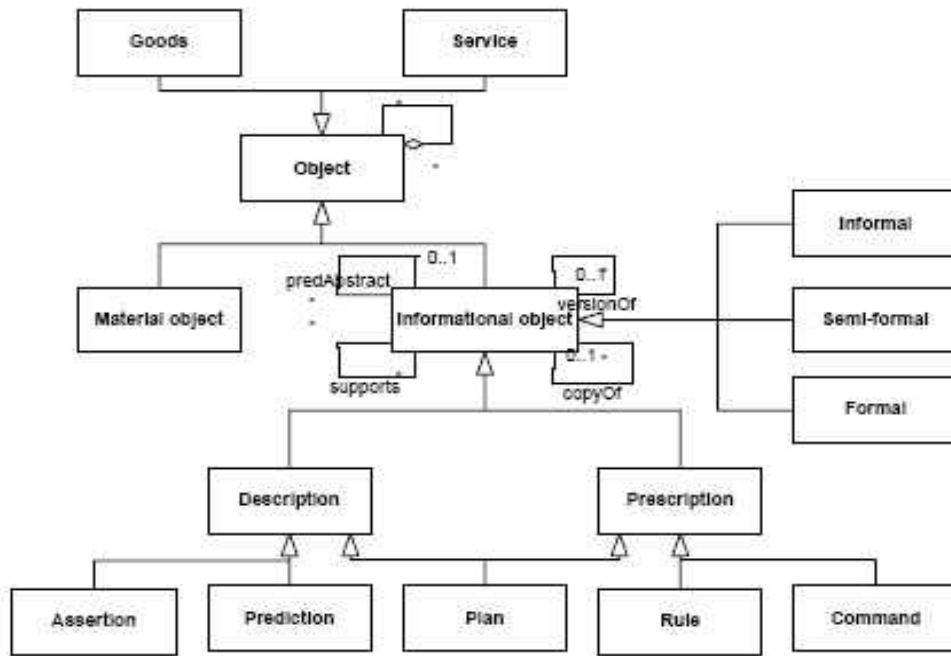 Goods
Service
*
Object
*
Informal
0..1
predAbstract
0..1
versionOf
*
Material object
*
Informational object
Semi-formal
0..1 *
supports
*
copyOf
Formal
Description
Prescription
Assertion
Prediction
Plan
Rule
Command